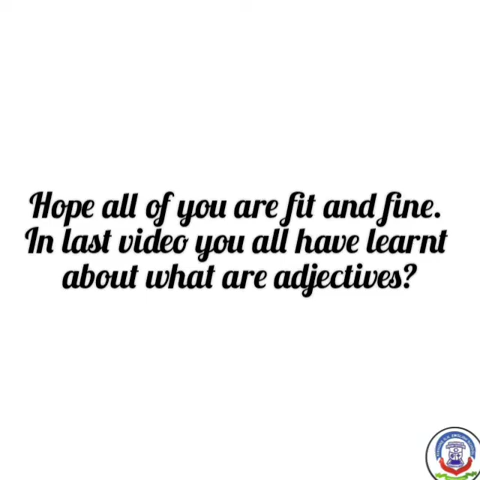 Hope all of you are fit and fine.
In last video you all have learnt
about what are adjectives?